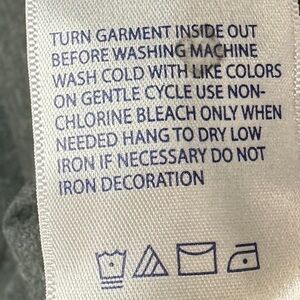 TURN GARMENT INSIDE OUT
BEFORE WASHING MACHINE
WASH COLD WITH LIKE COLORS
ON GENTLE CYCLE USE NON-
CHLORINE BLEACH ONLY WHEN
NEEDED HANG TO DRY LOW
IRON IF NECESSARY DO NOT
IRON DECORATION